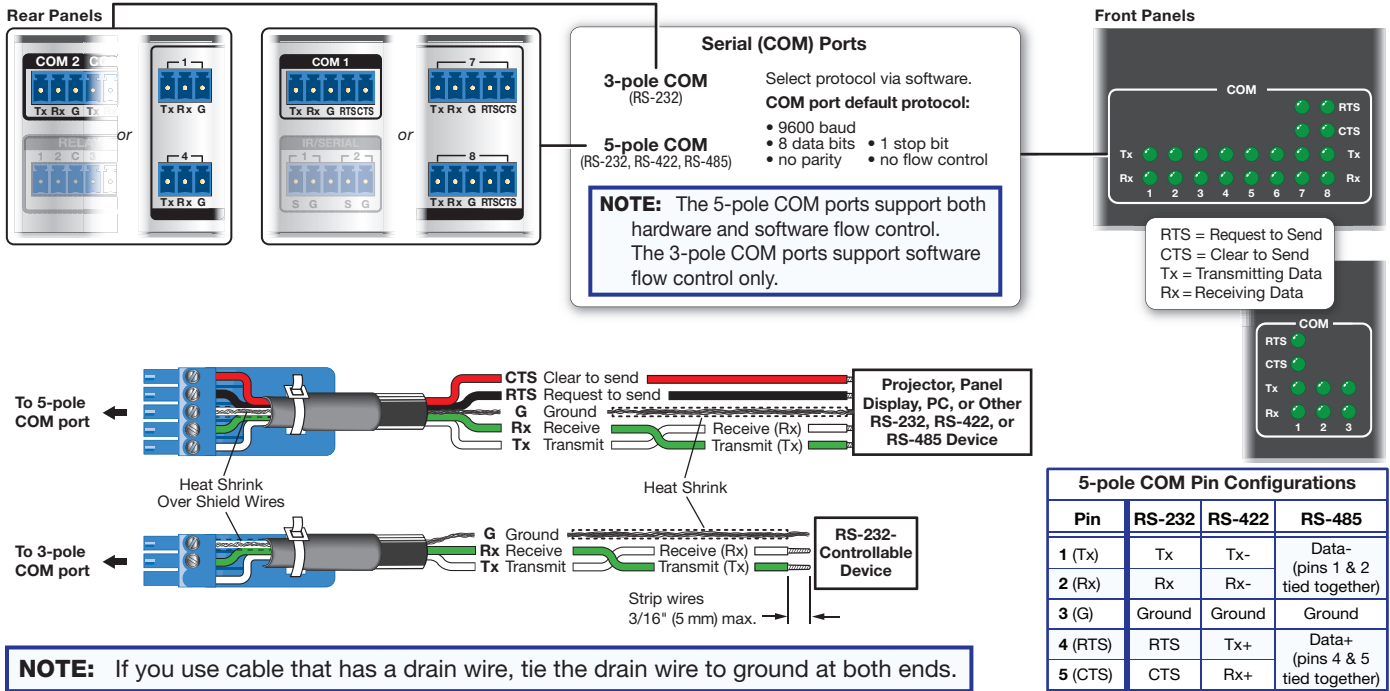 Rear Panels
COM 2 CO
Tx Rx G Tx
RELAY
1 2 C 3
or
1
Tx Rx G
4
Tx Rx G
COM 1
Tx Rx G RTS CTS
IR/SERIAL
1 2
S G S G
or
7
Tx Rx G RTS CTS
8
Tx Rx G RTS CTS
Serial (COM) Ports
3-pole COM
(RS-232)
5-pole COM
(RS-232, RS-422, RS-485)
Select protocol via software.
COM port default protocol:
• 9600 baud
• 8 data bits • 1 stop bit
• no parity • no flow control
NOTE: The 5-pole COM ports support both
hardware and software flow control.
The 3-pole COM ports support software
flow control only.
Front Panels
COM
RTS
CTS
Tx Tx
Rx Rx
1 2 3 4 5 6 7 8
RTS = Request to Send
CTS = Clear to Send
Tx = Transmitting Data
Rx = Receiving Data
COM
RTS
CTS
Tx
Rx
1 2 3
To 5-pole
COM port
CTS Clear to send
RTS Request to send
G Ground
Rx Receive Receive (Rx)
Tx Transmit Transmit (Tx)
Projector, Panel
Display, PC, or Other
RS-232, RS-422, or
RS-485 Device
Heat Shrink
Over Shield Wires
Heat Shrink
To 3-pole
COM port
G Ground
Rx Receive Receive (Rx)
Tx Transmit Transmit (Tx)
RS-232-
Controllable
Device
Strip wires
3/16" (5 mm) max.
NOTE: If you use cable that has a drain wire, tie the drain wire to ground at both ends.
5-pole COM Pin Configurations
Pin RS-232 RS-422 RS-485
1 (Tx) Tx Tx- Data-
(pins 1 & 2
tied together)
2 (Rx) Rx Rx-
3 (G) Ground Ground Ground
4 (RTS) RTS Tx+ Data+
(pins 4 & 5
tied together)
5 (CTS) CTS Rx+